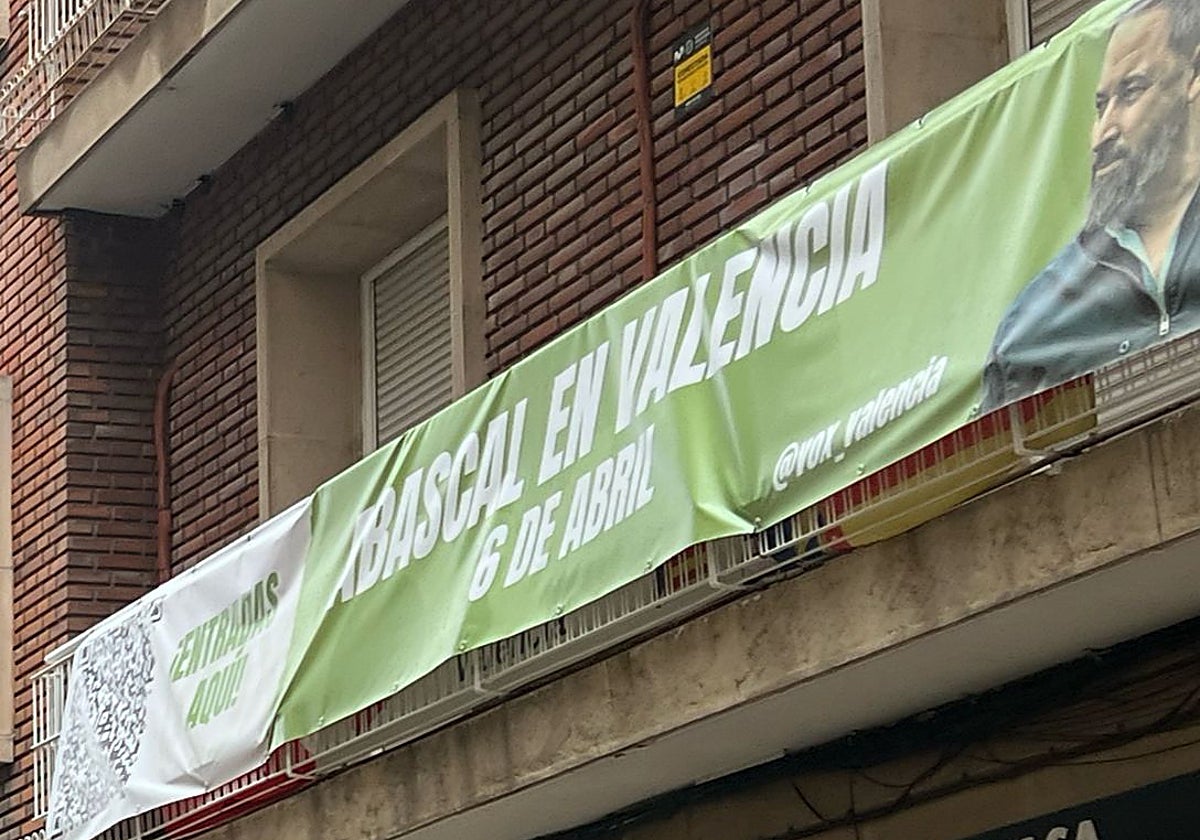 ¡ENTRADAS
AQUÍ!
ABASCAL EN VALENCIA
6 DE ABRIL
@vox_valencia